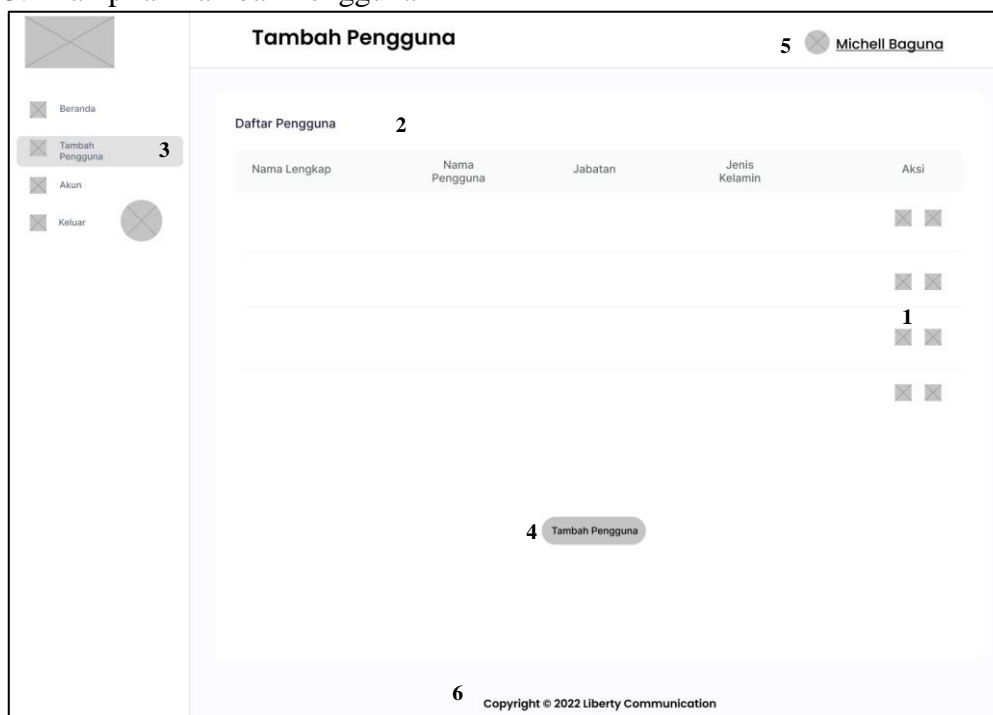 Tambah Pengguna
5 Michell Baguna
Beranda
Tambah
Pengguna
3
Akun
Keluar
Daftar Pengguna 2
Nama Lengkap
Nama
Pengguna
Jabatan
Jenis
Kelamin
Aksi
1
4 Tambah Pengguna
6 Copyright © 2022 Liberty Communication